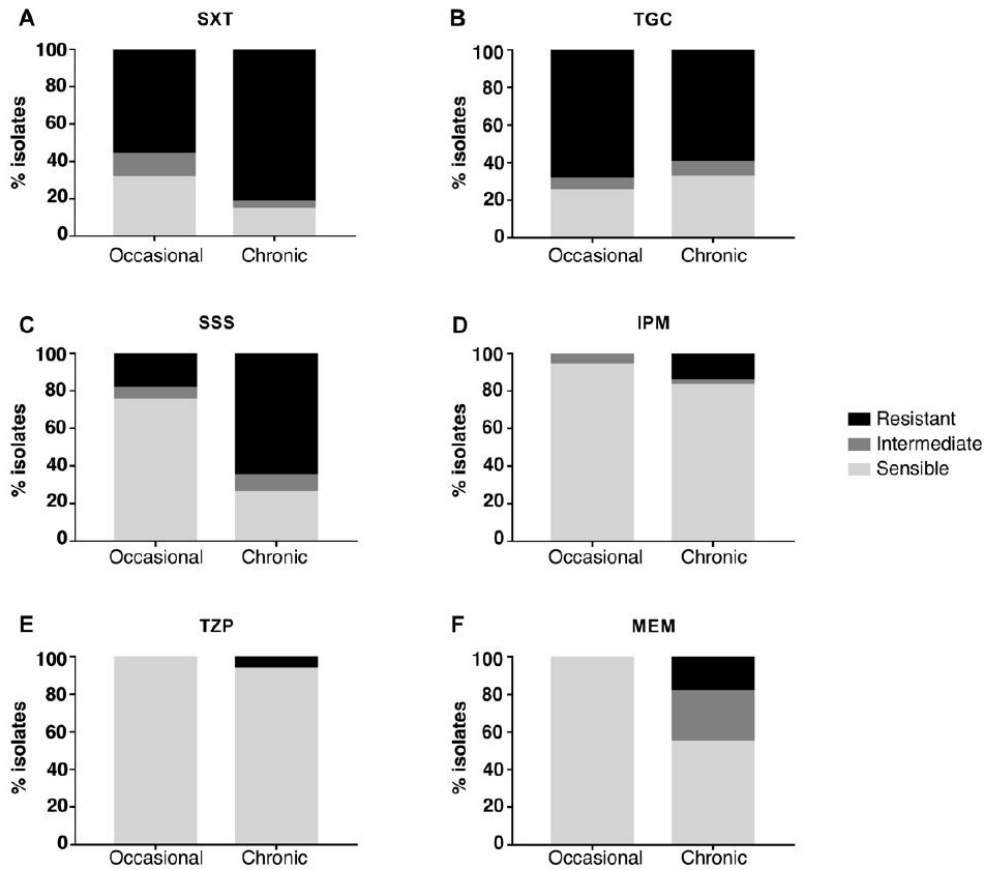 A SXT
% isolates
100
80
60
40
20
0
Occasional Chronic
B TGC
% isolates
100
80
60
40
20
0
Occasional Chronic
C SSS
% isolates
100
80
60
40
20
0
Occasional Chronic
D IPM
% isolates
100
80
60
40
20
0
Occasional Chronic
Resistant
Intermediate
Sensible
E TZP
% isolates
100
80
60
40
20
0
Occasional Chronic
F MEM
% isolates
100
80
60
40
20
0
Occasional Chronic